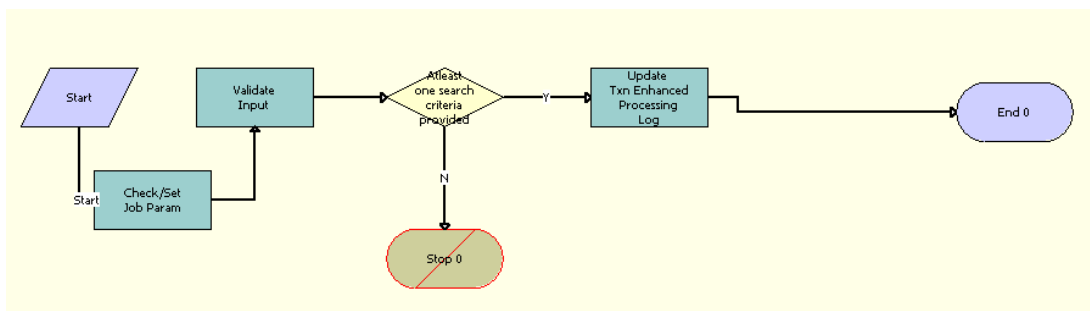 Start
Start
Check/Set
Job Param
Validate
Input
Atleast
one search
criteria
provided
Y
N
Stop 0
Update
Txn Enhanced
Processing
Log
End 0